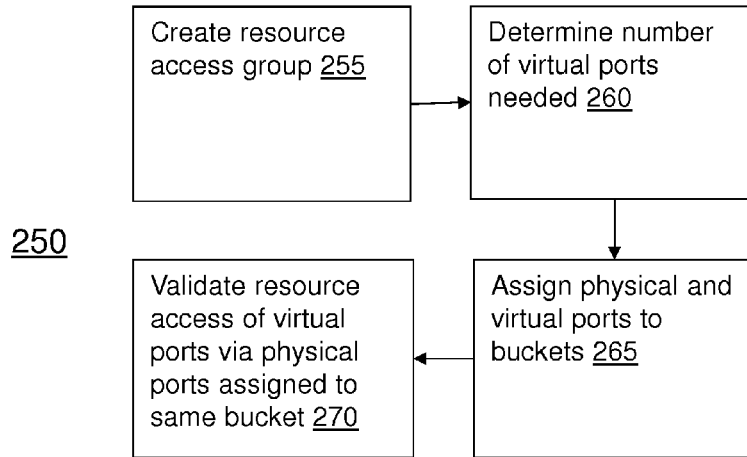 Create resource
access group 255
Determine number
of virtual ports
needed 260
250
Validate resource
access of virtual
ports via physical
ports assigned to
same bucket 270
Assign physical and
virtual ports to
buckets 265